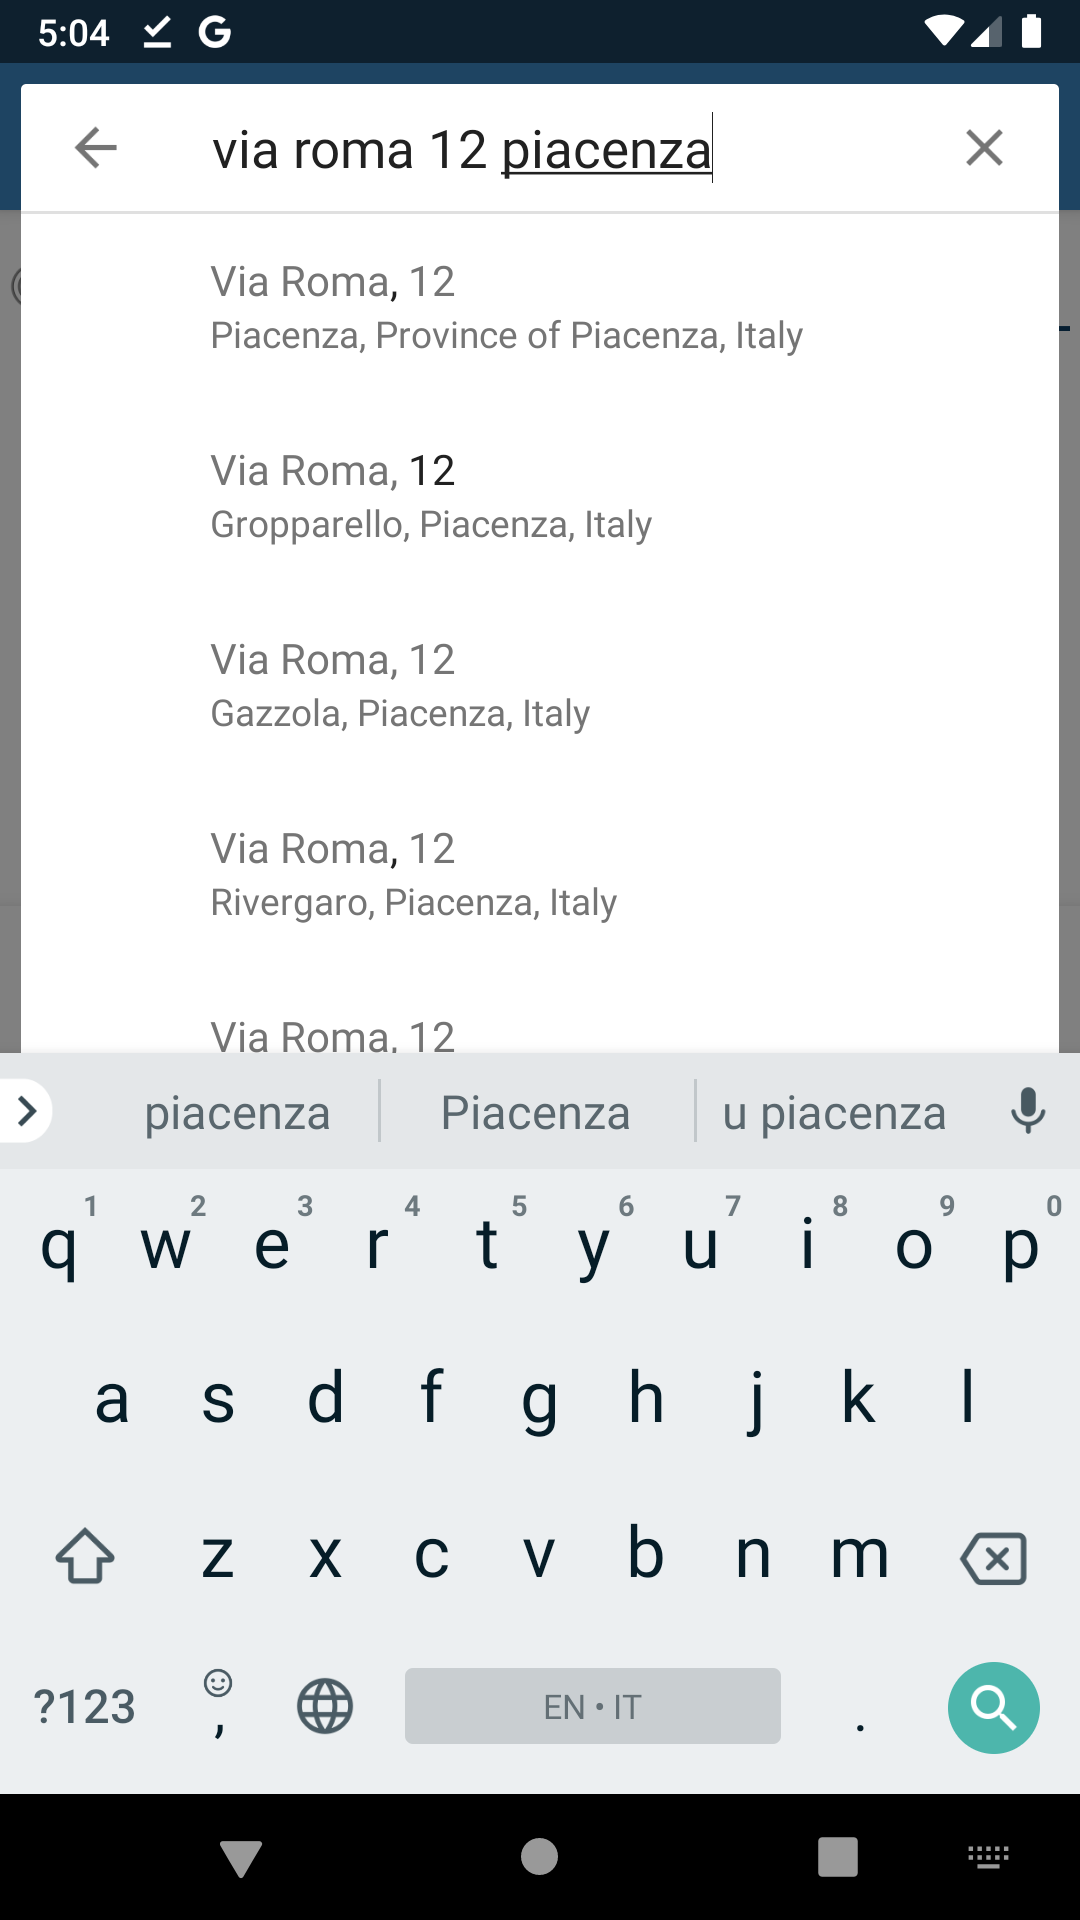 5:04
via roma 12 piacenza
Via Roma, 12
Piacenza, Province of Piacenza, Italy
Via Roma, 12
Gropparello, Piacenza, Italy
Via Roma, 12
Gazzola, Piacenza, Italy
Via Roma, 12
Rivergaro, Piacenza, Italy
Via Roma, 12
piacenza Piacenza u piacenza
1 2 3 4 5 6 7 8 9 0
q w e r t y u i o p
a s d f g h j k l
z x c v b n m
?123 , EN • IT .